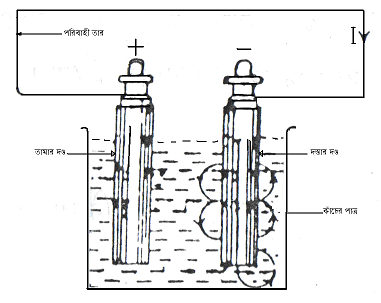 পরিবাহী তার
I
+
−
তামার দণ্ড
দস্তার দণ্ড
কাঁচের পাত্র